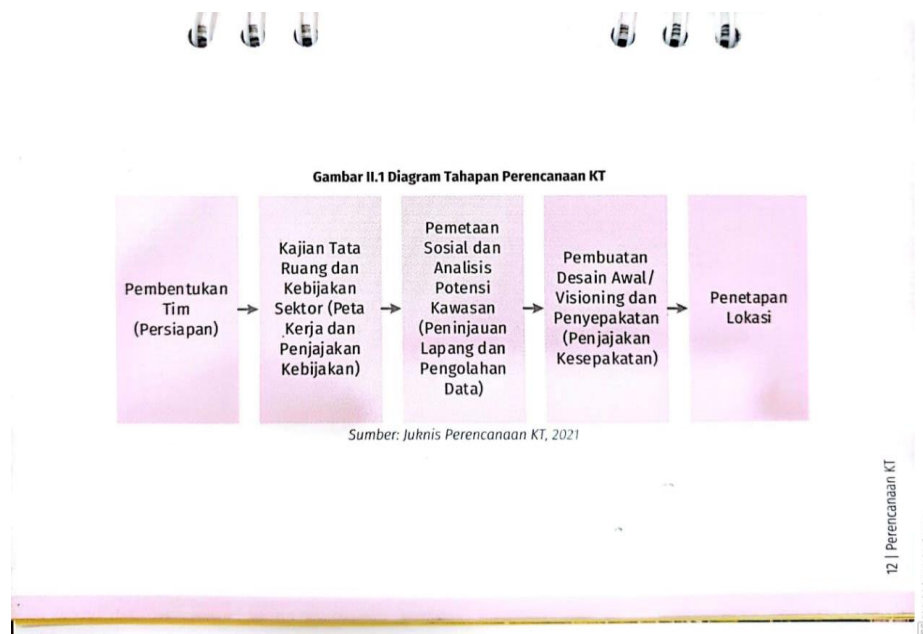 Gambar II.1 Diagram Tahapan Perencanaan KT
Pembentukan
Tim
(Persiapan)
Kajian Tata
Ruang dan
Kebijakan
Sektor (Peta
Kerja dan
Penjajakan
Kebijakan)
Pemetaan
Sosial dan
Analisis
Potensi
Kawasan
(Peninjauan
Lapang dan
Pengolahan
Data)
Pembuatan
Desain Awal/
Visioning dan
Penyepakatan
(Penjajakan
Kesepakatan)
Penetapan
Lokasi
Sumber: Juknis Perencanaan KT, 2021
12 | Perencanaan KT